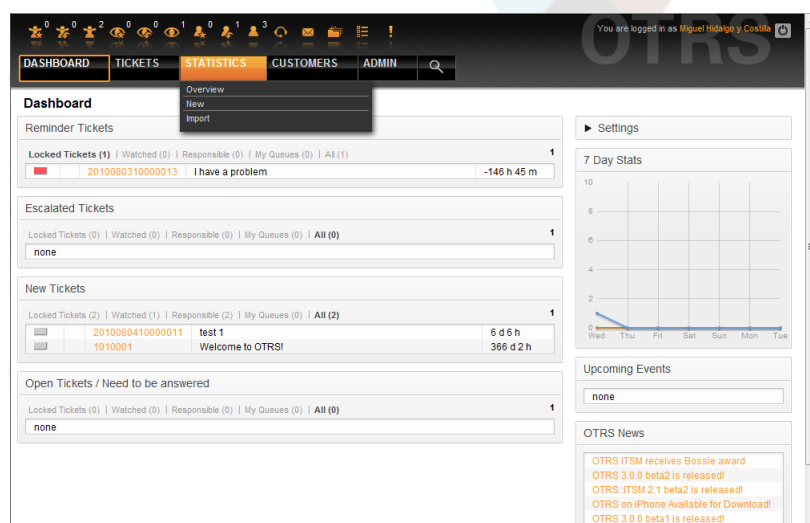 0 0 2 0 0 1 0 1 3
OTRS
You are logged in as Miguel Hidalgo y Costilla
DASHBOARD TICKETS STATISTICS CUSTOMERS ADMIN
Overview
New
Import
Dashboard
Reminder Tickets
Locked Tickets (1) | Watched (0) | Responsible (0) | My Queues (0) | All (1) 1
2010080310000013 I have a problem -146 h 45 m
Escalated Tickets
Locked Tickets (0) | Watched (0) | Responsible (0) | My Queues (0) | All (0) 1
none
New Tickets
Locked Tickets (2) | Watched (1) | Responsible (2) | My Queues (0) | All (2) 1
2010080410000011 test 1 6 d 6 h
1010001 Welcome to OTRS! 366 d 2 h
Open Tickets / Need to be answered
Locked Tickets (0) | Watched (0) | Responsible (0) | My Queues (0) | All (0) 1
none
Settings
7 Day Stats
10
8
6
4
2
0
Wed Thu Fri Sat Sun Mon Tue
Upcoming Events
none
OTRS News
OTRS ITSM receives Bossie award
OTRS 3.0.0 beta2 is released!
OTRS::ITSM 2.1 beta2 is released!
OTRS on iPhone Available for Download!
OTRS 3.0.0 beta1 is released!